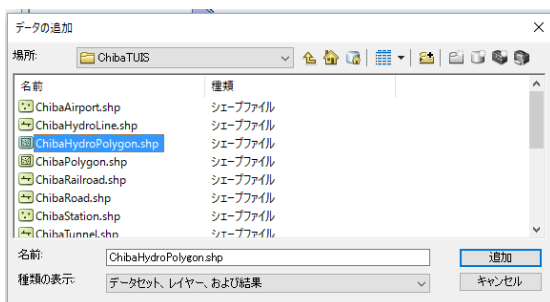 データの追加
場所:
ChibaTUIS
名前
種類
ChibaAirport.shp
シェープファイル
ChibaHydroLine.shp
シェープファイル
ChibaHydroPolygon.shp
シェープファイル
ChibaPolygon.shp
シェープファイル
ChibaRailroad.shp
シェープファイル
ChibaRoad.shp
シェープファイル
ChibaStation.shp
シェープファイル
ChibaTunnel.shp
シェープファイル
名前:
ChibaHydroPolygon.shp
追加
種類の表示:
データセット、レイヤー、および結果
キャンセル